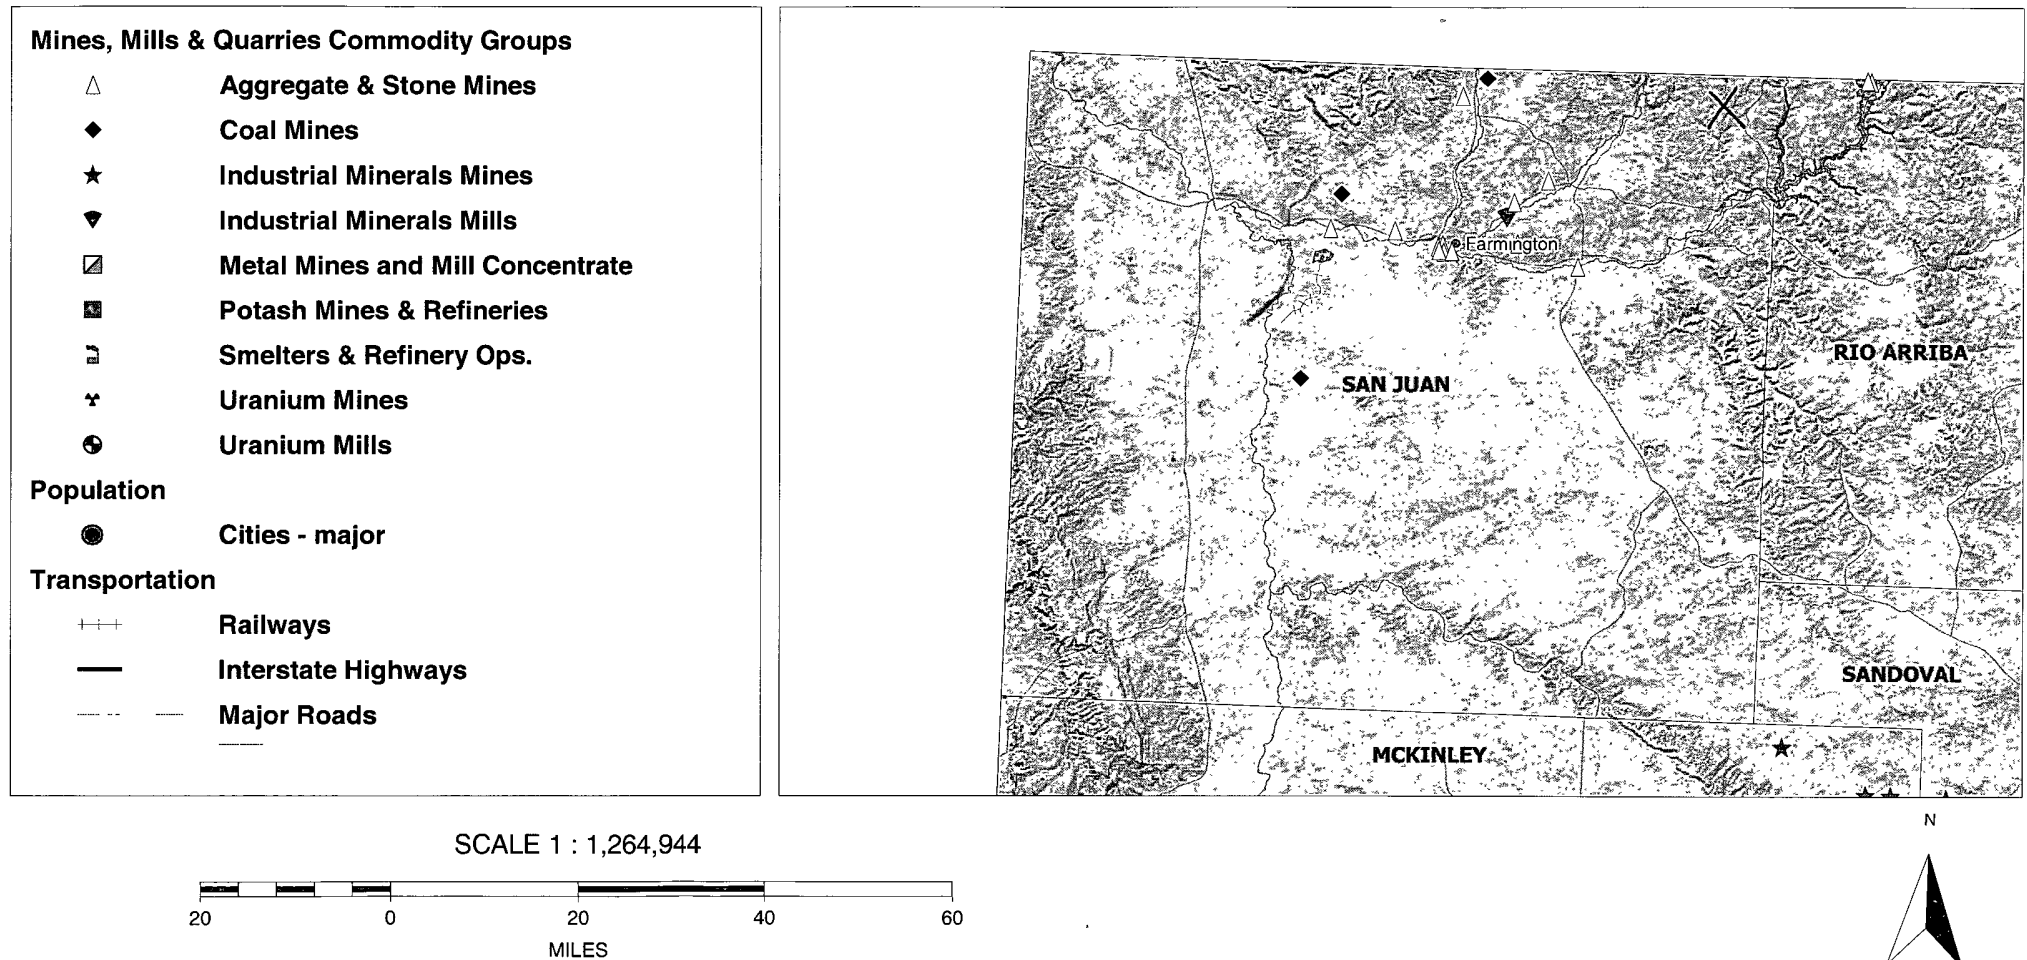 Mines, Mills & Quarries Commodity Groups
Aggregate & Stone Mines
Coal Mines
Industrial Minerals Mines
Industrial Minerals Mills
Metal Mines and Mill Concentrate
Potash Mines & Refineries
Smelters & Refinery Ops.
Uranium Mines
Uranium Mills
Population
Cities - major
Transportation
Railways
Interstate Highways
Major Roads
Farmington
RIO ARRIBA
SAN JUAN
SANDOVAL
MCKINLEY
SCALE 1 : 1,264,944
20 0 20 40 60
MILES
N